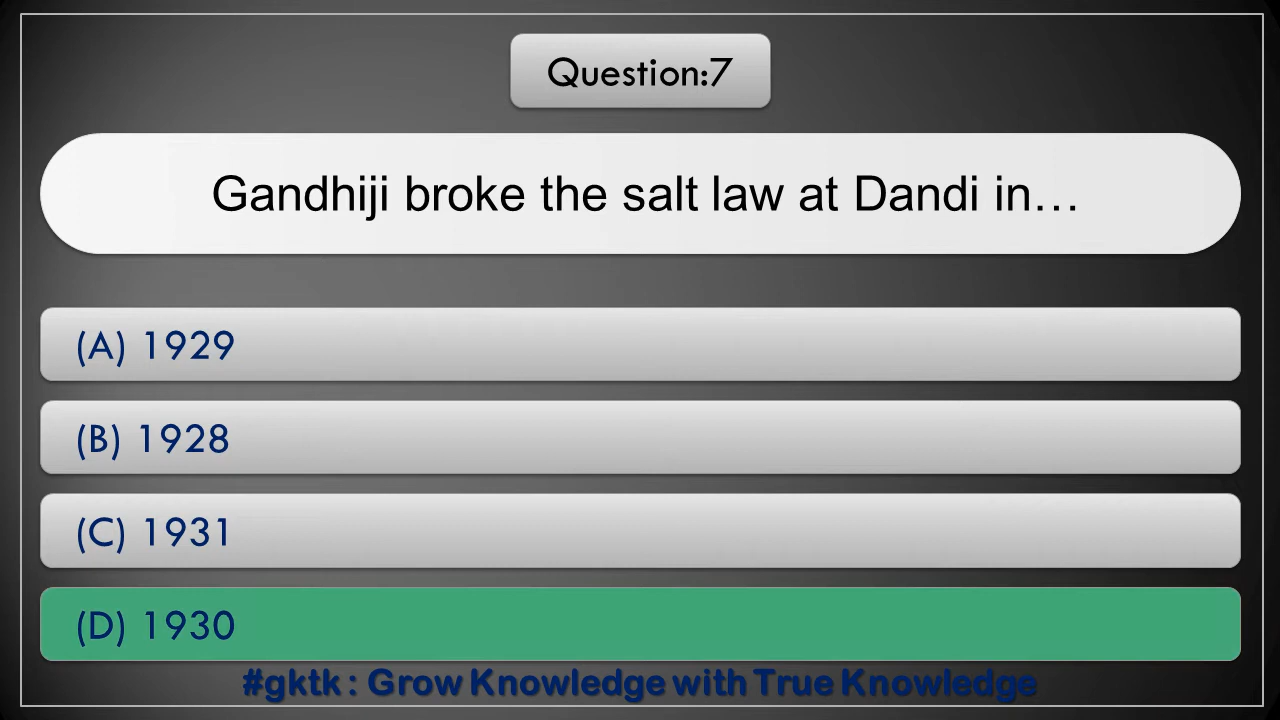 Question:7
Gandhiji broke the salt law at Dandi in…
(A) 1929
(B) 1928
(C) 1931
(D) 1930
#gktk : Grow Knowledge with True Knowledge